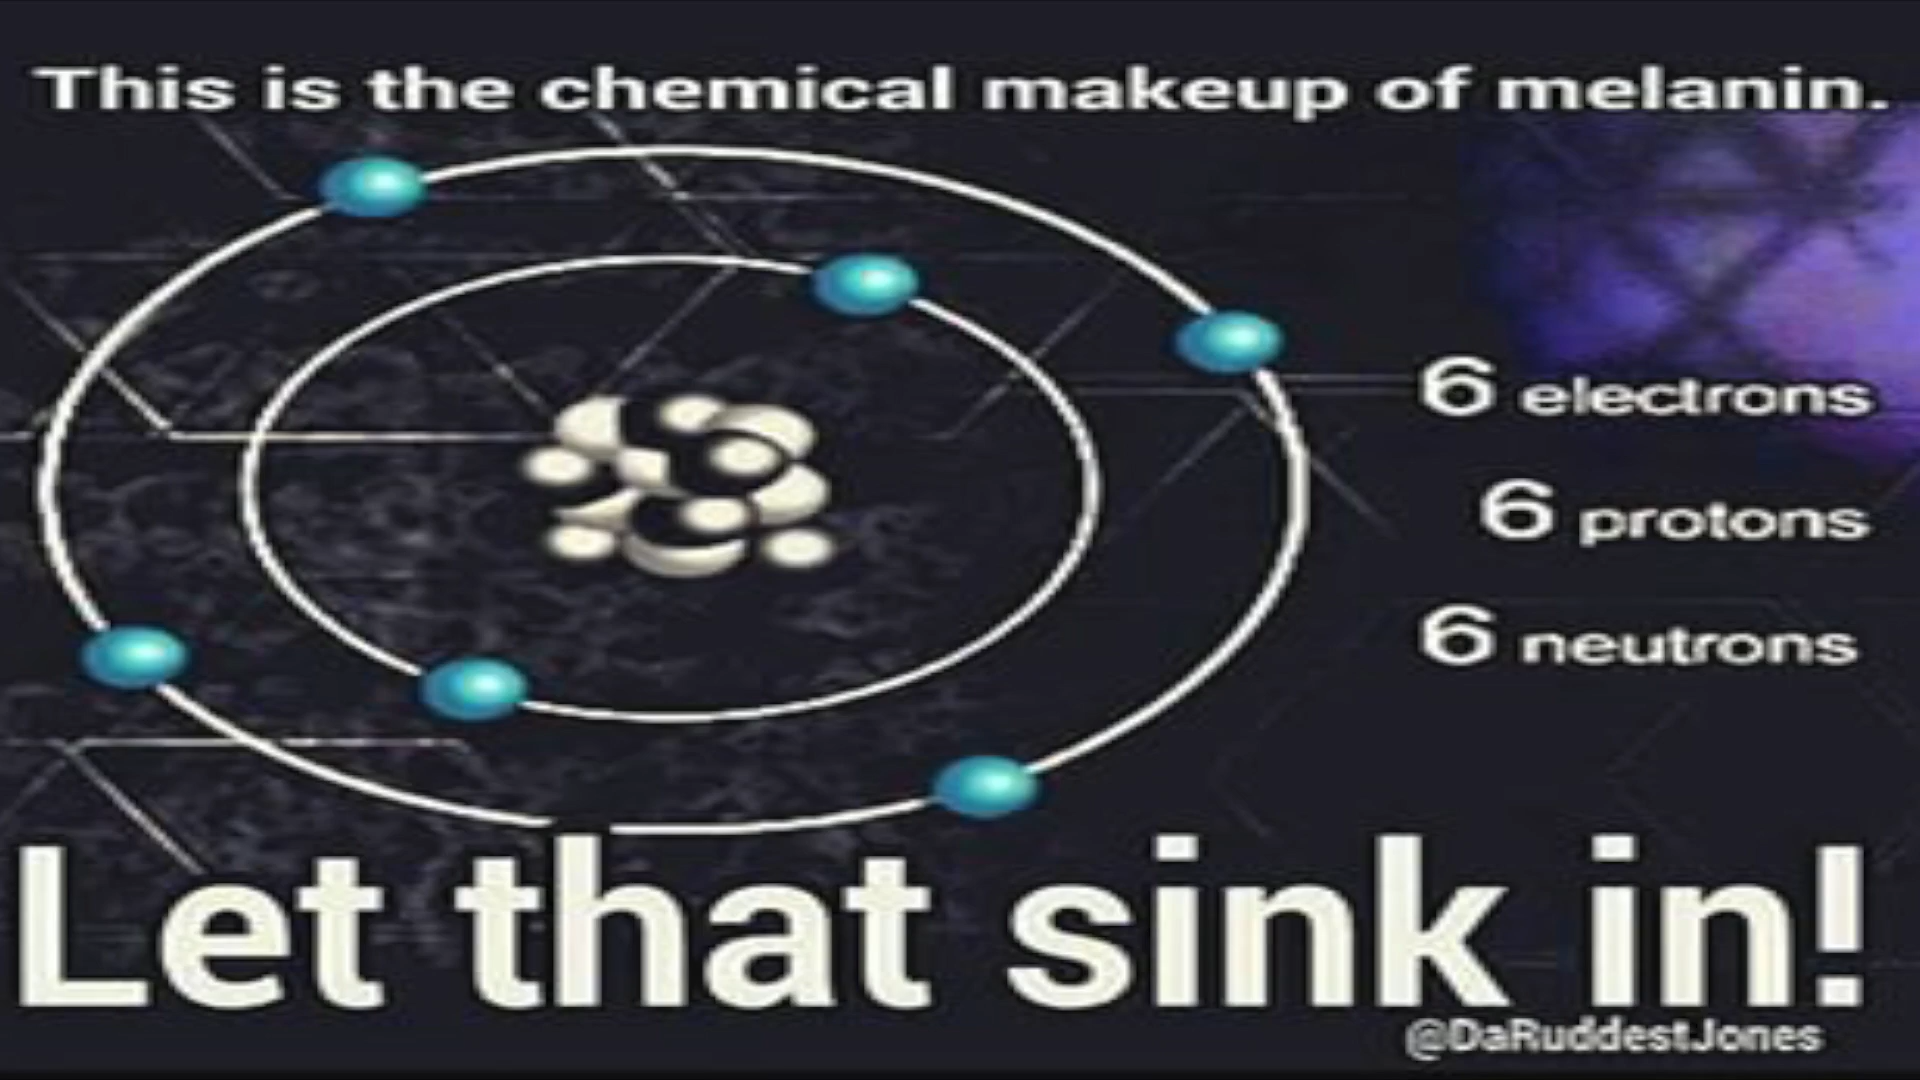 This is the chemical makeup of melanin.
6 electrons
6 protons
6 neutrons
Let that sink in!
@DaRuddestJones